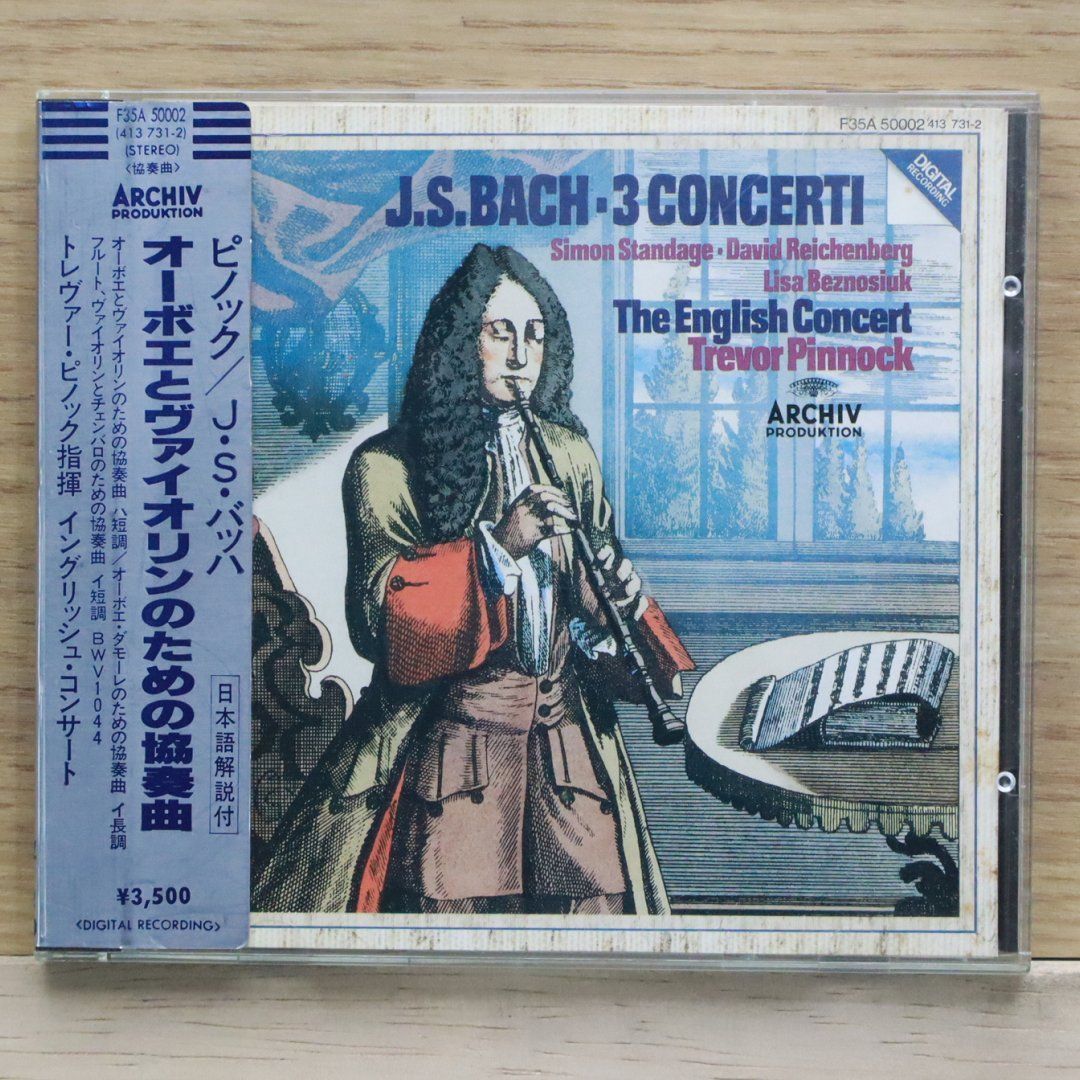 F35A 50002
(413 731-2)
(STEREO)
〈協奏曲〉
ARCHIV
PRODUKTION
ピノック/J・S・バッハ
オーボエとヴァイオリンのための協奏曲
オーボエとヴァイオリンのための協奏曲 ハ短調/オーボエ・ダモーレのための協奏曲 イ長調
フルート、ヴァイオリンとチェンバロのための協奏曲 イ短調 BWV1044
トレヴァー・ピノック指揮 イングリッシュ・コンサート
日本語解説付
¥3,500
〈DIGITAL RECORDING〉
F35A 50002 413 731-2
DIGITAL
RECORDING
J.S.BACH・3 CONCERTI
Simon Standage・David Reichenberg
Lisa Beznosiuk
The English Concert
Trevor Pinnock
ARCHIV
PRODUKTION